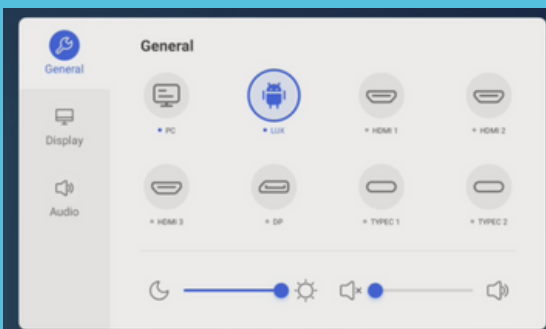 General
General
Display
Audio
PC
LUX
HDMI 1
HDMI 2
HDMI 3
DP
TYPEC 1
TYPEC 2